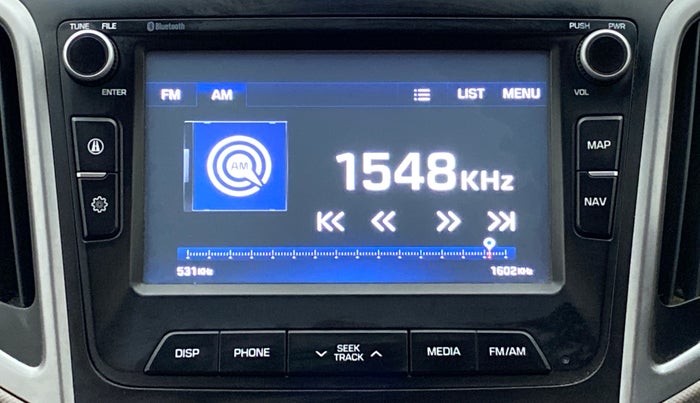 TUNE FILE
Bluetooth
PUSH PWR
ENTER
VOL
FM AM LIST MENU
AM
1548KHz
531KHz
1602KHz
MAP
NAV
DISP
PHONE
SEEK
TRACK
MEDIA
FM/AM